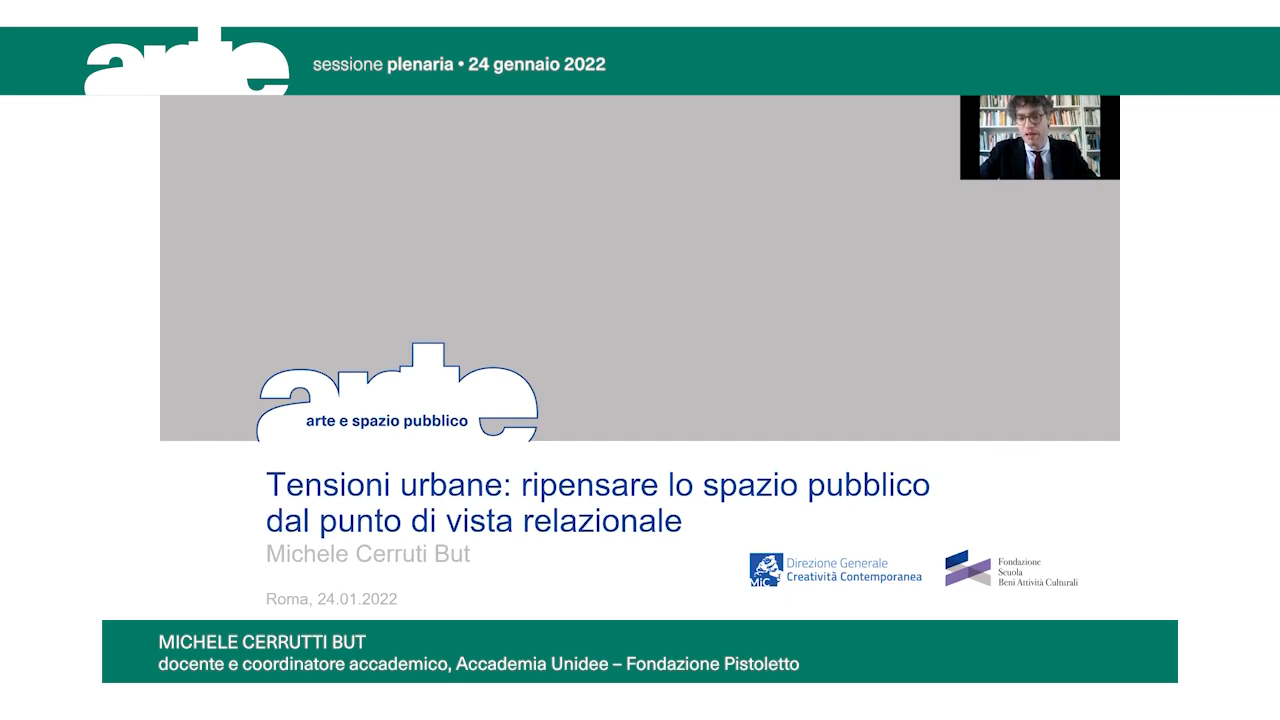 arte
sessione plenaria • 24 gennaio 2022
arte
arte e spazio pubblico
Tensioni urbane: ripensare lo spazio pubblico
dal punto di vista relazionale
Michele Cerruti But
Roma, 24.01.2022
MiC
Direzione Generale
Creatività Contemporanea
Fondazione
Scuola
Beni Attività Culturali
MICHELE CERRUTTI BUT
docente e coordinatore accademico, Accademia Unidee – Fondazione Pistoletto